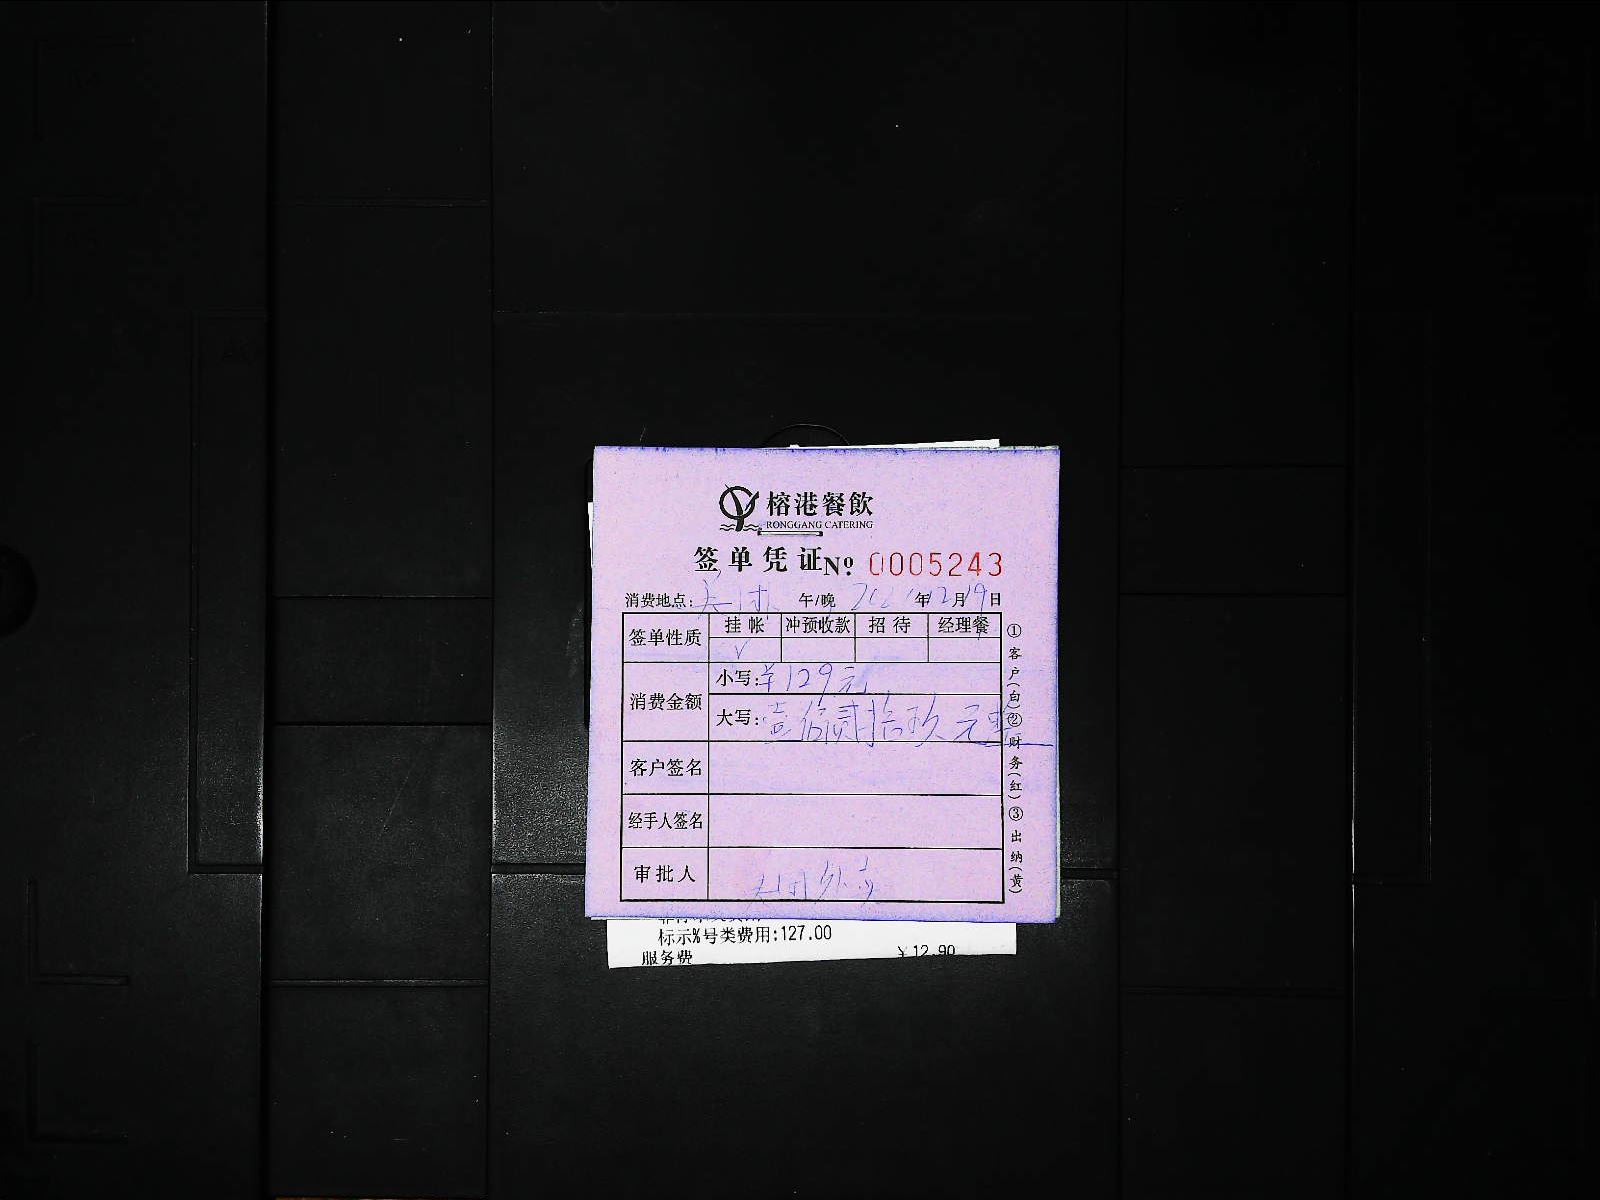 榕港餐飲
RONGGANG CATERING
签单凭证 Nº 0005243
消费地点: 午/晚 年12月19日
签单性质 挂帐 冲预收款 招待 经理餐
√
消费金额 小写:¥129元
大写:壹佰贰拾玖元整
客户签名
经手人签名
审批人
①客户(白)②财务(红)③出纳(黄)
标示%号类费用:127.00
服务费 ¥12.90